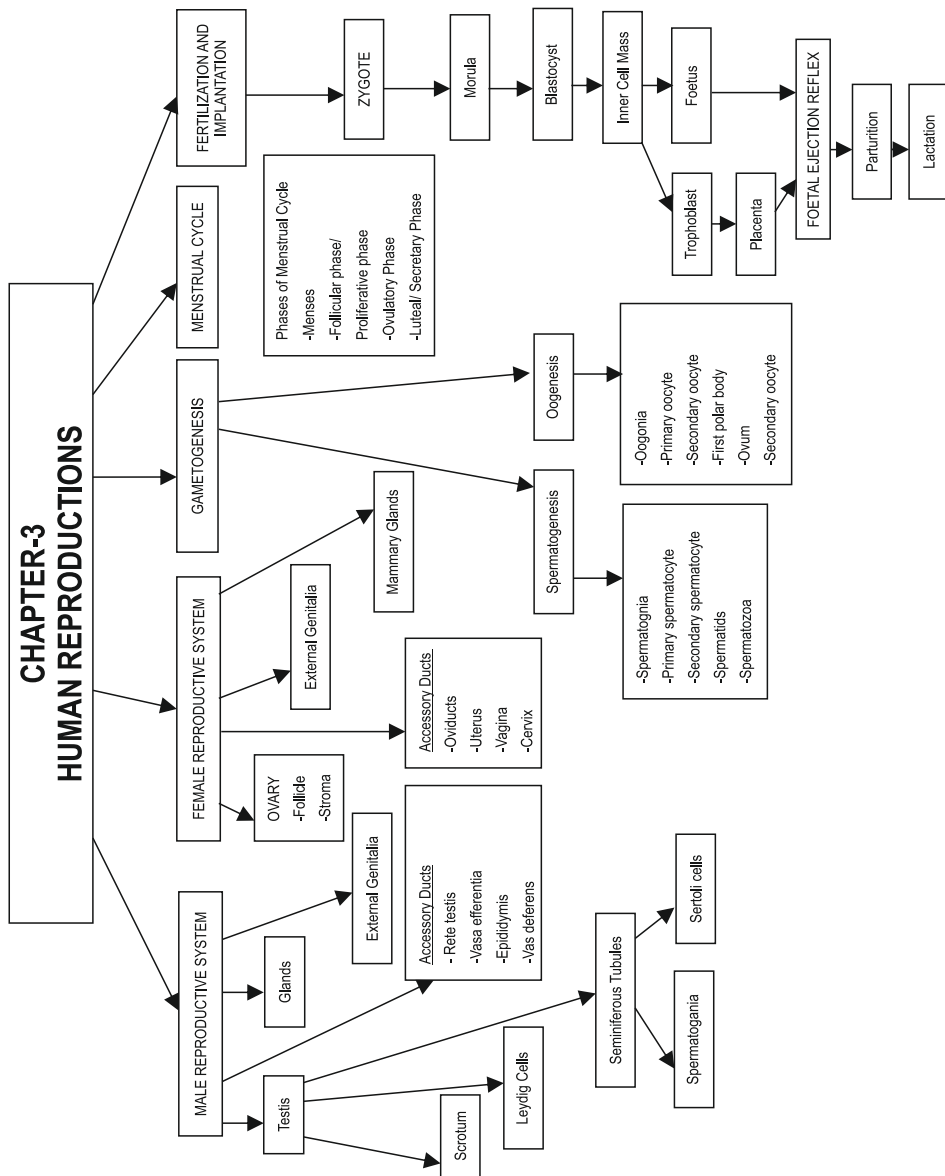 CHAPTER-3
HUMAN REPRODUCTIONS
MALE REPRODUCTIVE SYSTEM
FEMALE REPRODUCTIVE SYSTEM
GAMETOGENESIS
MENSTRUAL CYCLE
FERTILIZATION AND
IMPLANTATION
Testis
Glands
External Genitalia
Accessory Ducts
- Rete testis
-Vasa efferentia
-Epididymis
-Vas deferens
Scrotum
Leydig Cells
Seminiferous Tubules
Spermatogania
Sertoli cells
OVARY
-Follicle
-Stroma
External Genitalia
Mammary Glands
Accessory Ducts
-Oviducts
-Uterus
-Vagina
-Cervix
Spermatogenesis
-Spermatognia
-Primary spermatocyte
-Secondary spermatocyte
-Spermatids
-Spermatozoa
Oogenesis
-Oogonia
-Primary oocyte
-Secondary oocyte
-First polar body
-Ovum
-Secondary oocyte
Phases of Menstrual Cycle
-Menses
-Follicular phase/
Proliferative phase
-Ovulatory Phase
-Luteal/ Secretary Phase
ZYGOTE
Morula
Blastocyst
Inner Cell Mass
Trophoblast
Foetus
Placenta
FOETAL EJECTION REFLEX
Parturition
Lactation